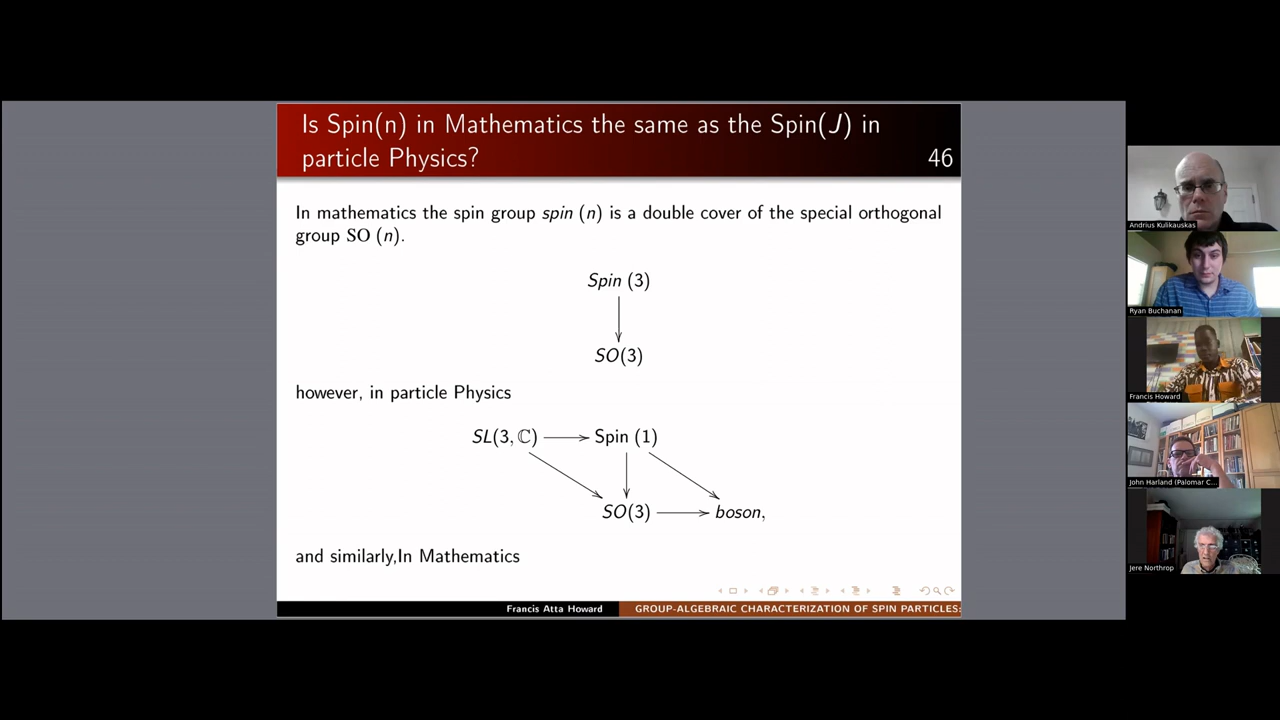 Is Spin(n) in Mathematics the same as the Spin(J) in
particle Physics?
46
In mathematics the spin group spin (n) is a double cover of the special orthogonal
group SO (n).
Spin (3)
SO(3)
however, in particle Physics
SL(3, ℂ) Spin (1)
SO(3) boson,
and similarly,In Mathematics
Francis Atta Howard GROUP-ALGEBRAIC CHARACTERIZATION OF SPIN PARTICLES:
Andrius Kulikauskas
Ryan Buchanan
Francis Howard
John Harland (Palomar C...
Jere Northrop